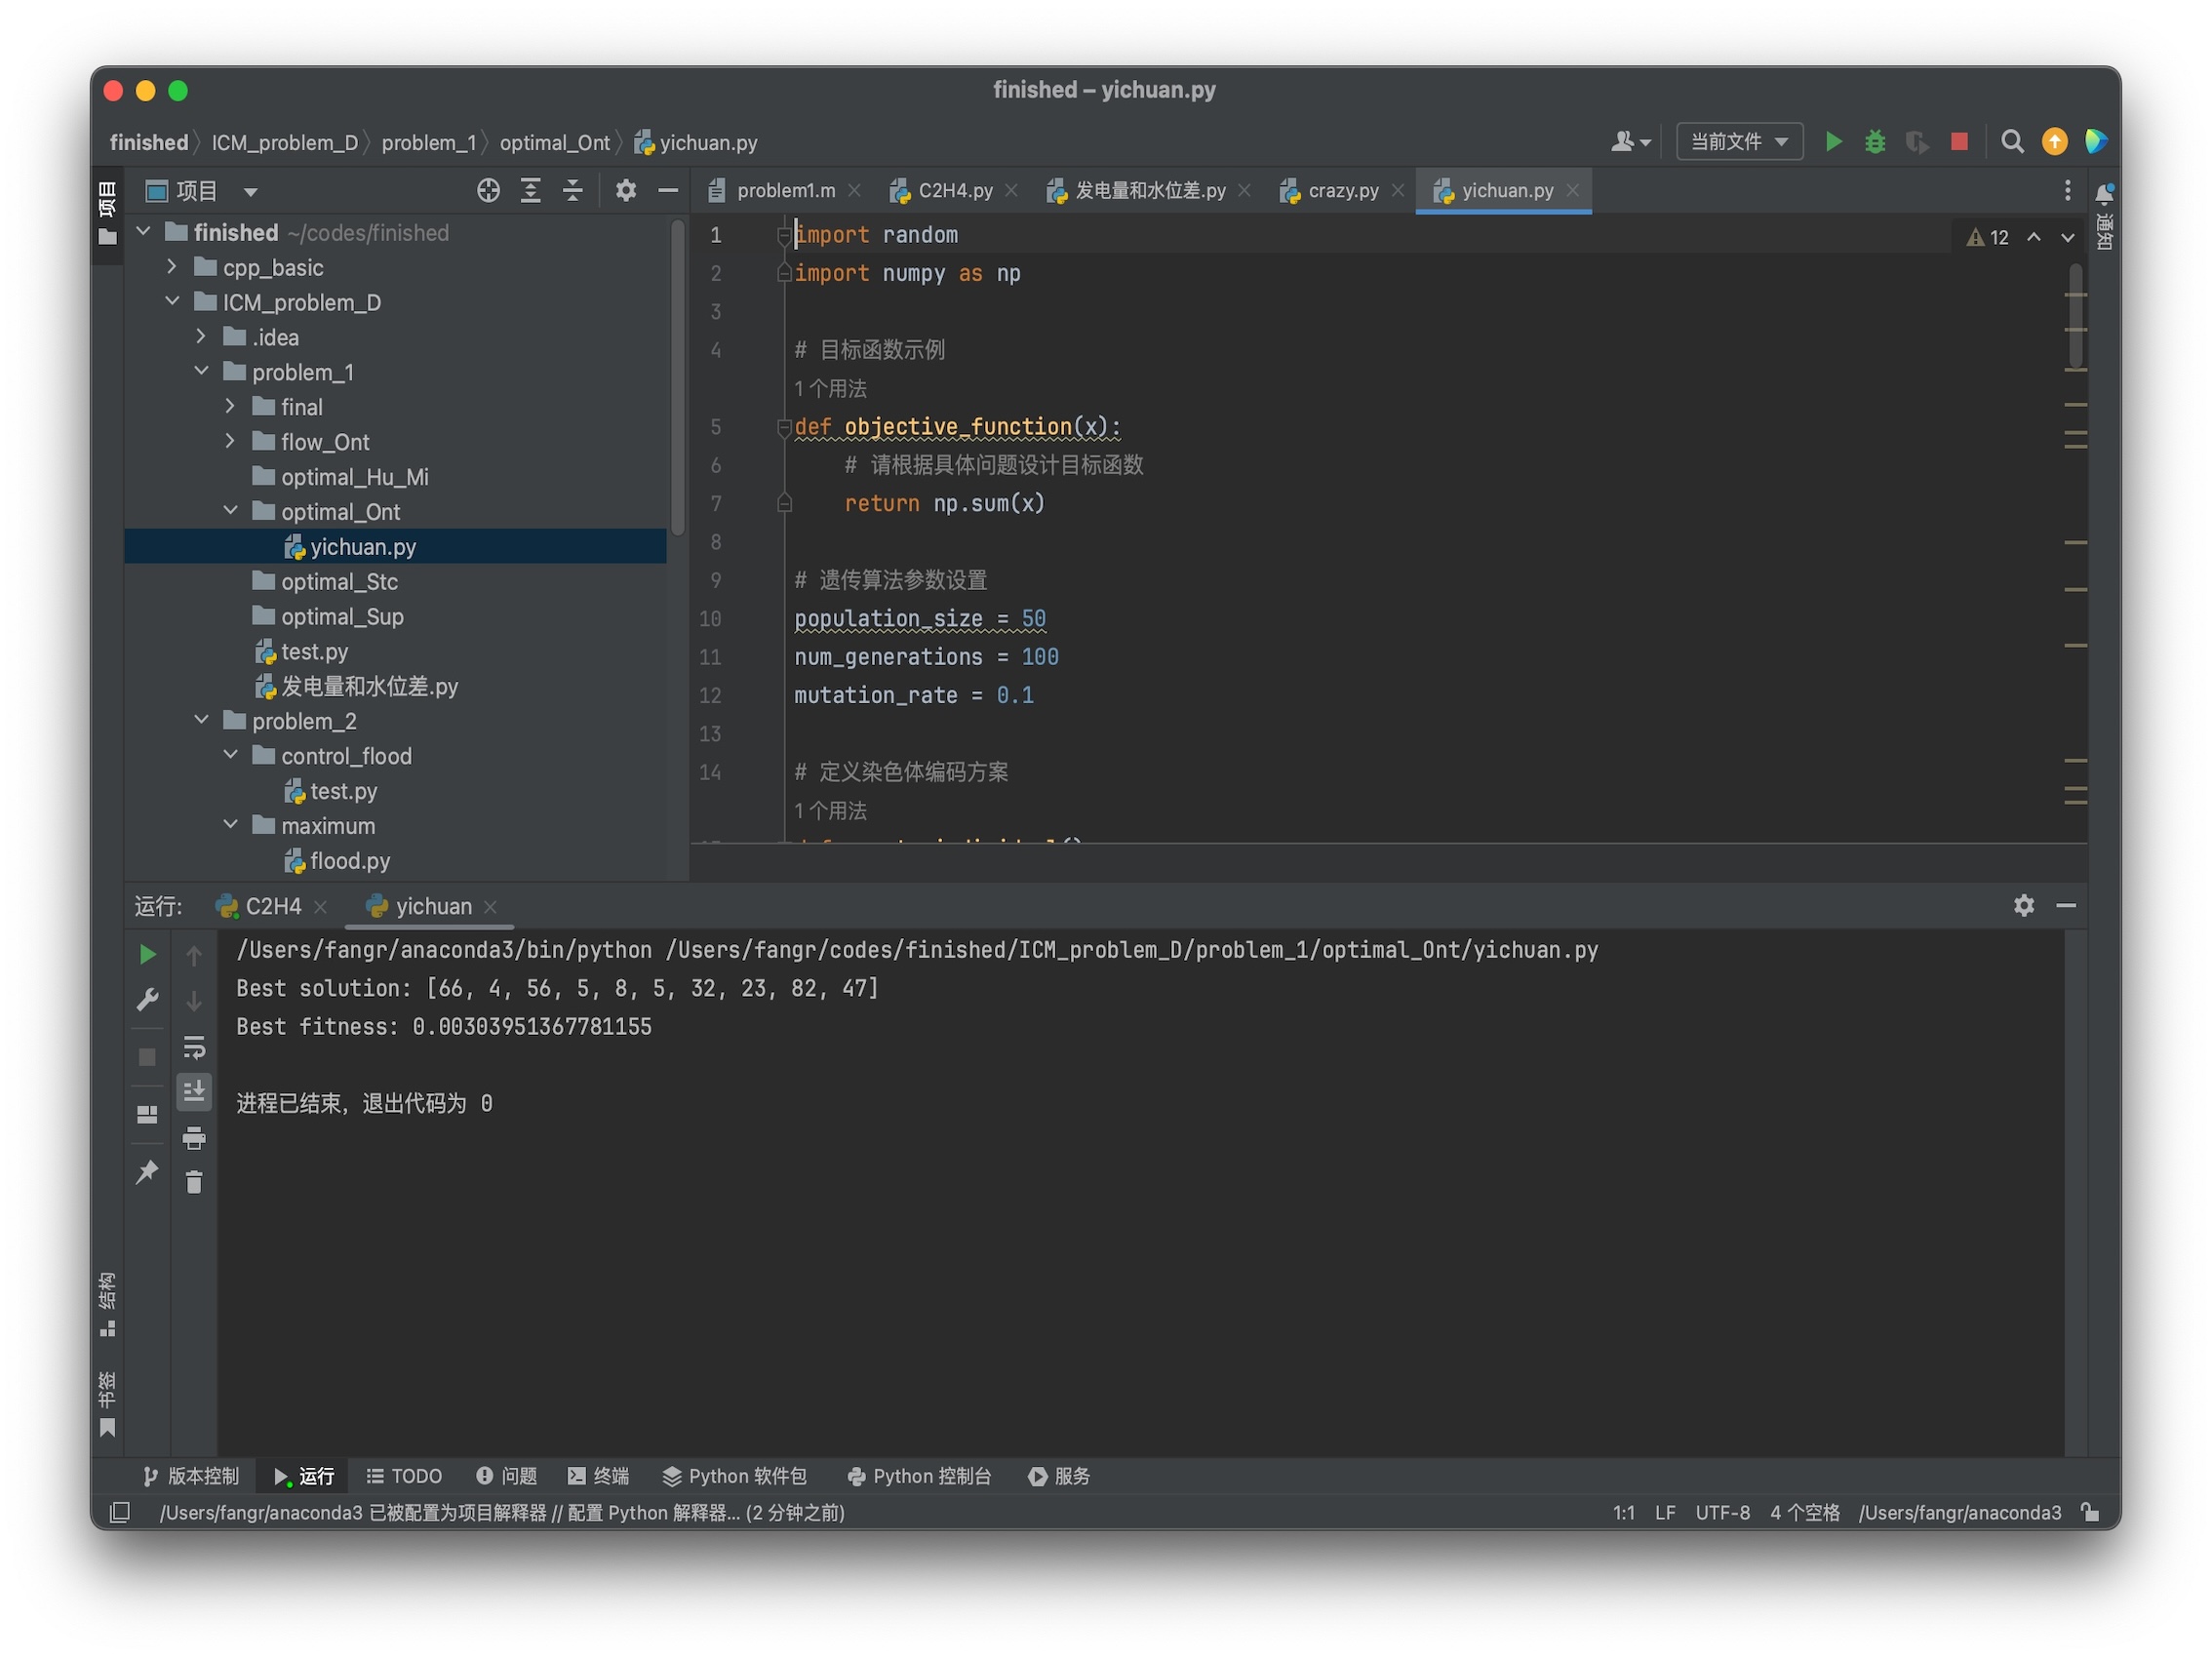 finished – yichuan.py
finished ICM_problem_D problem_1 optimal_Ont yichuan.py
当前文件
项目
项目
problem1.m
C2H4.py
发电量和水位差.py
crazy.py
yichuan.py
通知
finished ~/codes/finished
cpp_basic
ICM_problem_D
.idea
problem_1
final
flow_Ont
optimal_Hu_Mi
optimal_Ont
yichuan.py
optimal_Stc
optimal_Sup
test.py
发电量和水位差.py
problem_2
control_flood
test.py
maximum
flood.py
12
1 import random
2 import numpy as np
3
4 # 目标函数示例
1 个用法
5 def objective_function(x):
6 # 请根据具体问题设计目标函数
7 return np.sum(x)
8
9 # 遗传算法参数设置
10 population_size = 50
11 num_generations = 100
12 mutation_rate = 0.1
13
14 # 定义染色体编码方案
1 个用法
运行:
C2H4
yichuan
/Users/fangr/anaconda3/bin/python /Users/fangr/codes/finished/ICM_problem_D/problem_1/optimal_Ont/yichuan.py
Best solution: [66, 4, 56, 5, 8, 5, 32, 23, 82, 47]
Best fitness: 0.00303951367781155
进程已结束，退出代码为 0
结构
书签
版本控制
运行
TODO
问题
终端
Python 软件包
Python 控制台
服务
/Users/fangr/anaconda3 已被配置为项目解释器 // 配置 Python 解释器... (2 分钟之前)
1:1 LF UTF-8 4 个空格 /Users/fangr/anaconda3